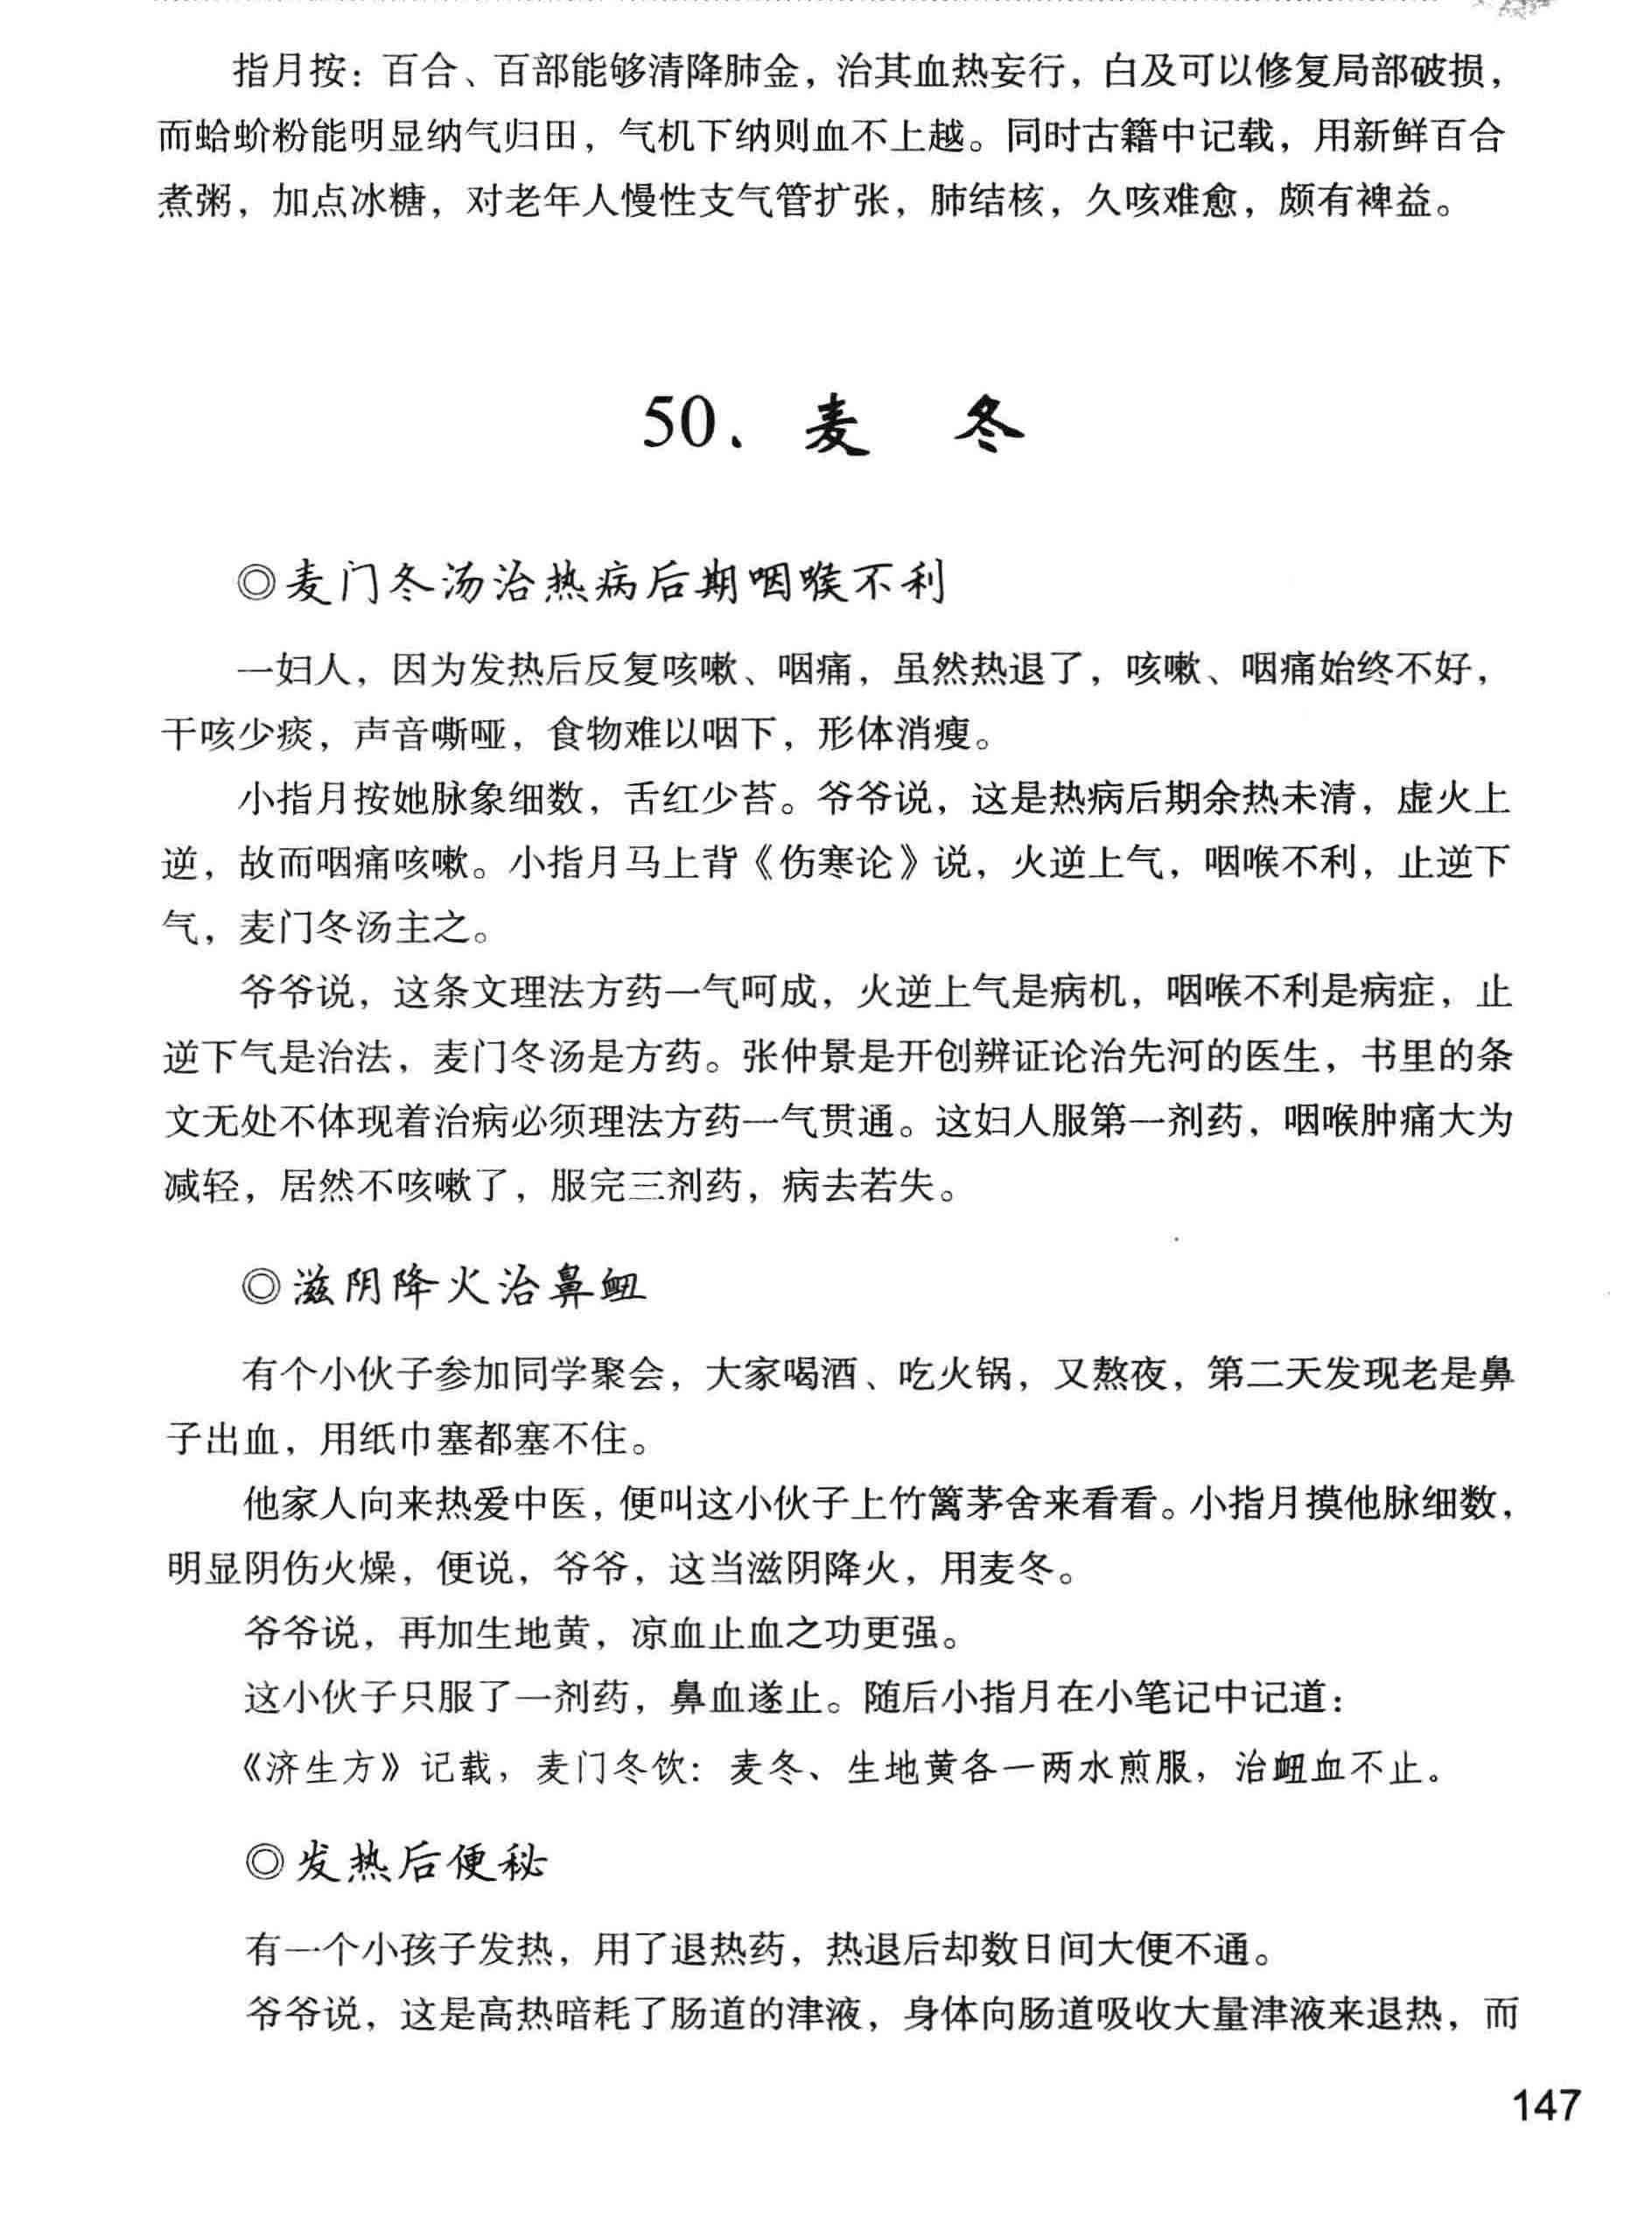 指月按：百合、百部能够清降肺金，治其血热妄行，白及可以修复局部破损，
而蛤蚧粉能明显纳气归田，气机下纳则血不上越。同时古籍中记载，用新鲜百合
煮粥，加点冰糖，对老年人慢性支气管扩张，肺结核，久咳难愈，颇有裨益。
50、麦 冬
◎麦门冬汤治热病后期咽喉不利
一妇人，因为发热后反复咳嗽、咽痛，虽然热退了，咳嗽、咽痛始终不好，
干咳少痰，声音嘶哑，食物难以咽下，形体消瘦。
小指月按她脉象细数，舌红少苔。爷爷说，这是热病后期余热未清，虚火上
逆，故而咽痛咳嗽。小指月马上背《伤寒论》说，火逆上气，咽喉不利，止逆下
气，麦门冬汤主之。
爷爷说，这条文理法方药一气呵成，火逆上气是病机，咽喉不利是病症，止
逆下气是治法，麦门冬汤是方药。张仲景是开创辨证论治先河的医生，书里的条
文无处不体现着治病必须理法方药一气贯通。这妇人服第一剂药，咽喉肿痛大为
减轻，居然不咳嗽了，服完三剂药，病去若失。
◎滋阴降火治鼻衄
有个小伙子参加同学聚会，大家喝酒、吃火锅，又熬夜，第二天发现老是鼻
子出血，用纸巾塞都塞不住。
他家人向来热爱中医，便叫这小伙子上竹篱茅舍来看看。小指月摸他脉细数，
明显阴伤火燥，便说，爷爷，这当滋阴降火，用麦冬。
爷爷说，再加生地黄，凉血止血之功更强。
这小伙子只服了一剂药，鼻血遂止。随后小指月在小笔记中记道：
《济生方》记载，麦门冬饮：麦冬、生地黄各一两水煎服，治衄血不止。
◎发热后便秘
有一个小孩子发热，用了退热药，热退后却数日间大便不通。
爷爷说，这是高热暗耗了肠道的津液，身体向肠道吸收大量津液来退热，而
147